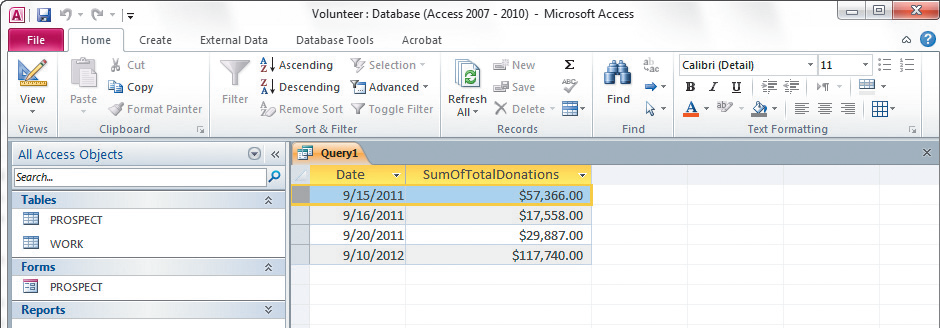 Volunteer : Database (Access 2007 - 2010) - Microsoft Access
File Home Create External Data Database Tools Acrobat
View
Views
Paste
Cut
Copy
Format Painter
Clipboard
Filter
Ascending
Descending
Remove Sort
Selection
Advanced
Toggle Filter
Sort & Filter
Refresh
All
New
Save
Delete
Records
Find
ab
ac
Find
Calibri (Detail) 11
B I U
A
Text Formatting
All Access Objects
Search...
Tables
PROSPECT
WORK
Forms
PROSPECT
Reports
Query1
Date SumOfTotalDonations
9/15/2011 $57,366.00
9/16/2011 $17,558.00
9/20/2011 $29,887.00
9/10/2012 $117,740.00